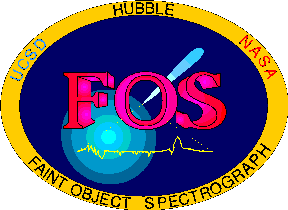 HUBBLE
UCSD
NASA
FOS
FAINT OBJECT SPECTROGRAPH